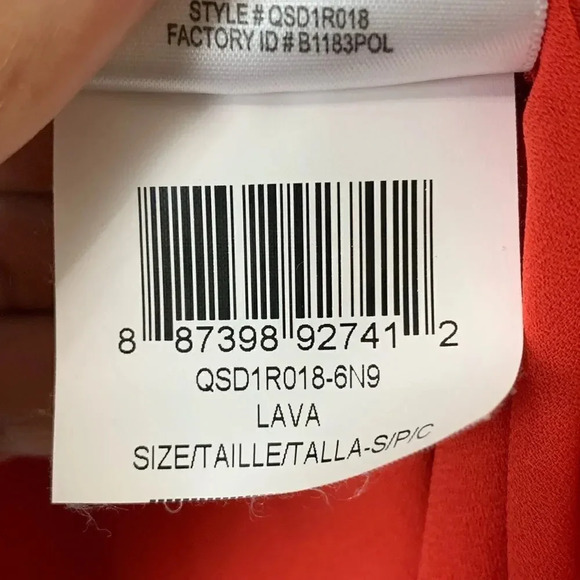 STYLE # QSD1R018
FACTORY ID # B1183POL
8 87398 92741 2
QSD1R018-6N9
LAVA
SIZE/TAILLE/TALLA-S/P/C